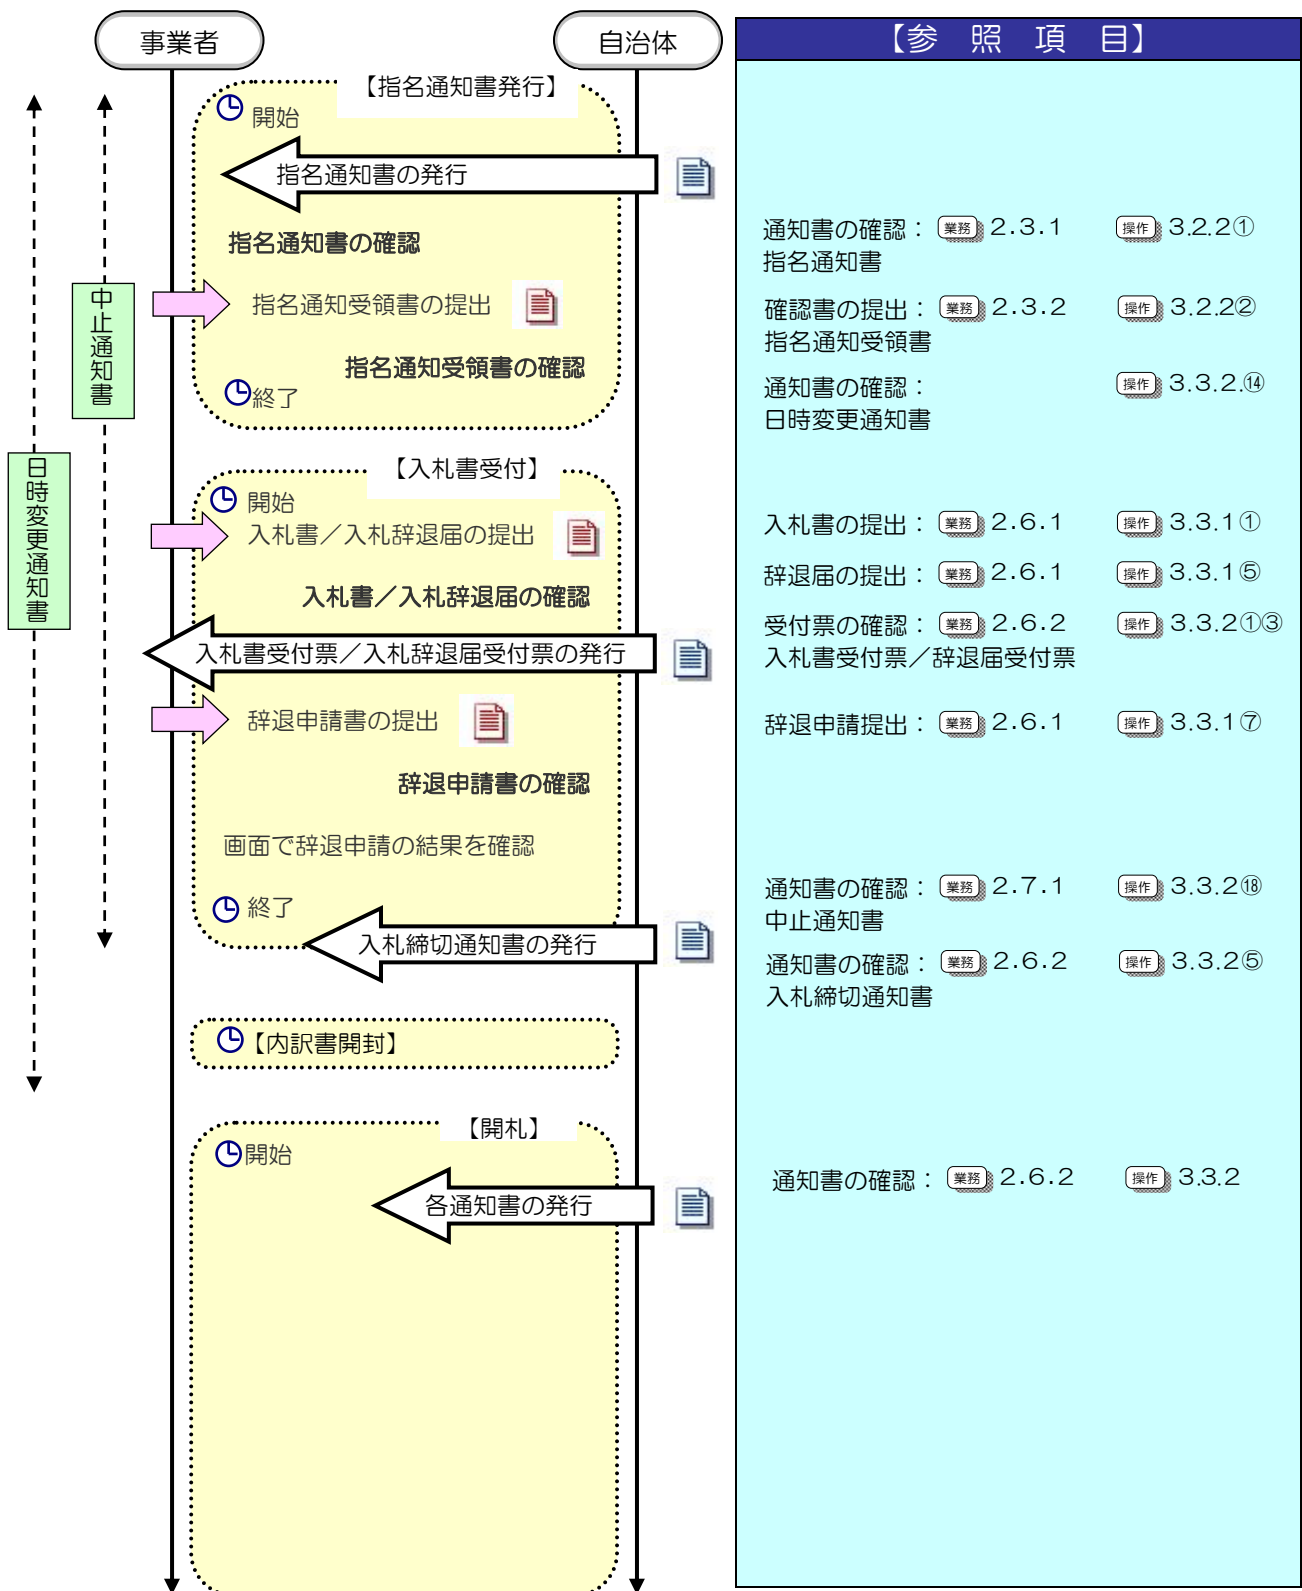 事業者
自治体
【指名通知書発行】
開始
指名通知書の発行
指名通知書の確認
指名通知受領書の提出
指名通知受領書の確認
終了
中止通知書
日時変更通知書
【入札書受付】
開始
入札書／入札辞退届の提出
入札書／入札辞退届の確認
入札書受付票／入札辞退届受付票の発行
辞退申請書の提出
辞退申請書の確認
画面で辞退申請の結果を確認
終了
入札締切通知書の発行
【内訳書開封】
【開札】
開始
各通知書の発行
【参　照　項　目】
通知書の確認： 業務 2.3.1 操作 3.2.2①
指名通知書
確認書の提出： 業務 2.3.2 操作 3.2.2②
指名通知受領書
通知書の確認： 操作 3.3.2.⑭
日時変更通知書
入札書の提出： 業務 2.6.1 操作 3.3.1①
辞退届の提出： 業務 2.6.1 操作 3.3.1⑤
受付票の確認： 業務 2.6.2 操作 3.3.2①③
入札書受付票／辞退届受付票
辞退申請提出： 業務 2.6.1 操作 3.3.1⑦
通知書の確認： 業務 2.7.1 操作 3.3.2⑱
中止通知書
通知書の確認： 業務 2.6.2 操作 3.3.2⑤
入札締切通知書
通知書の確認： 業務 2.6.2 操作 3.3.2